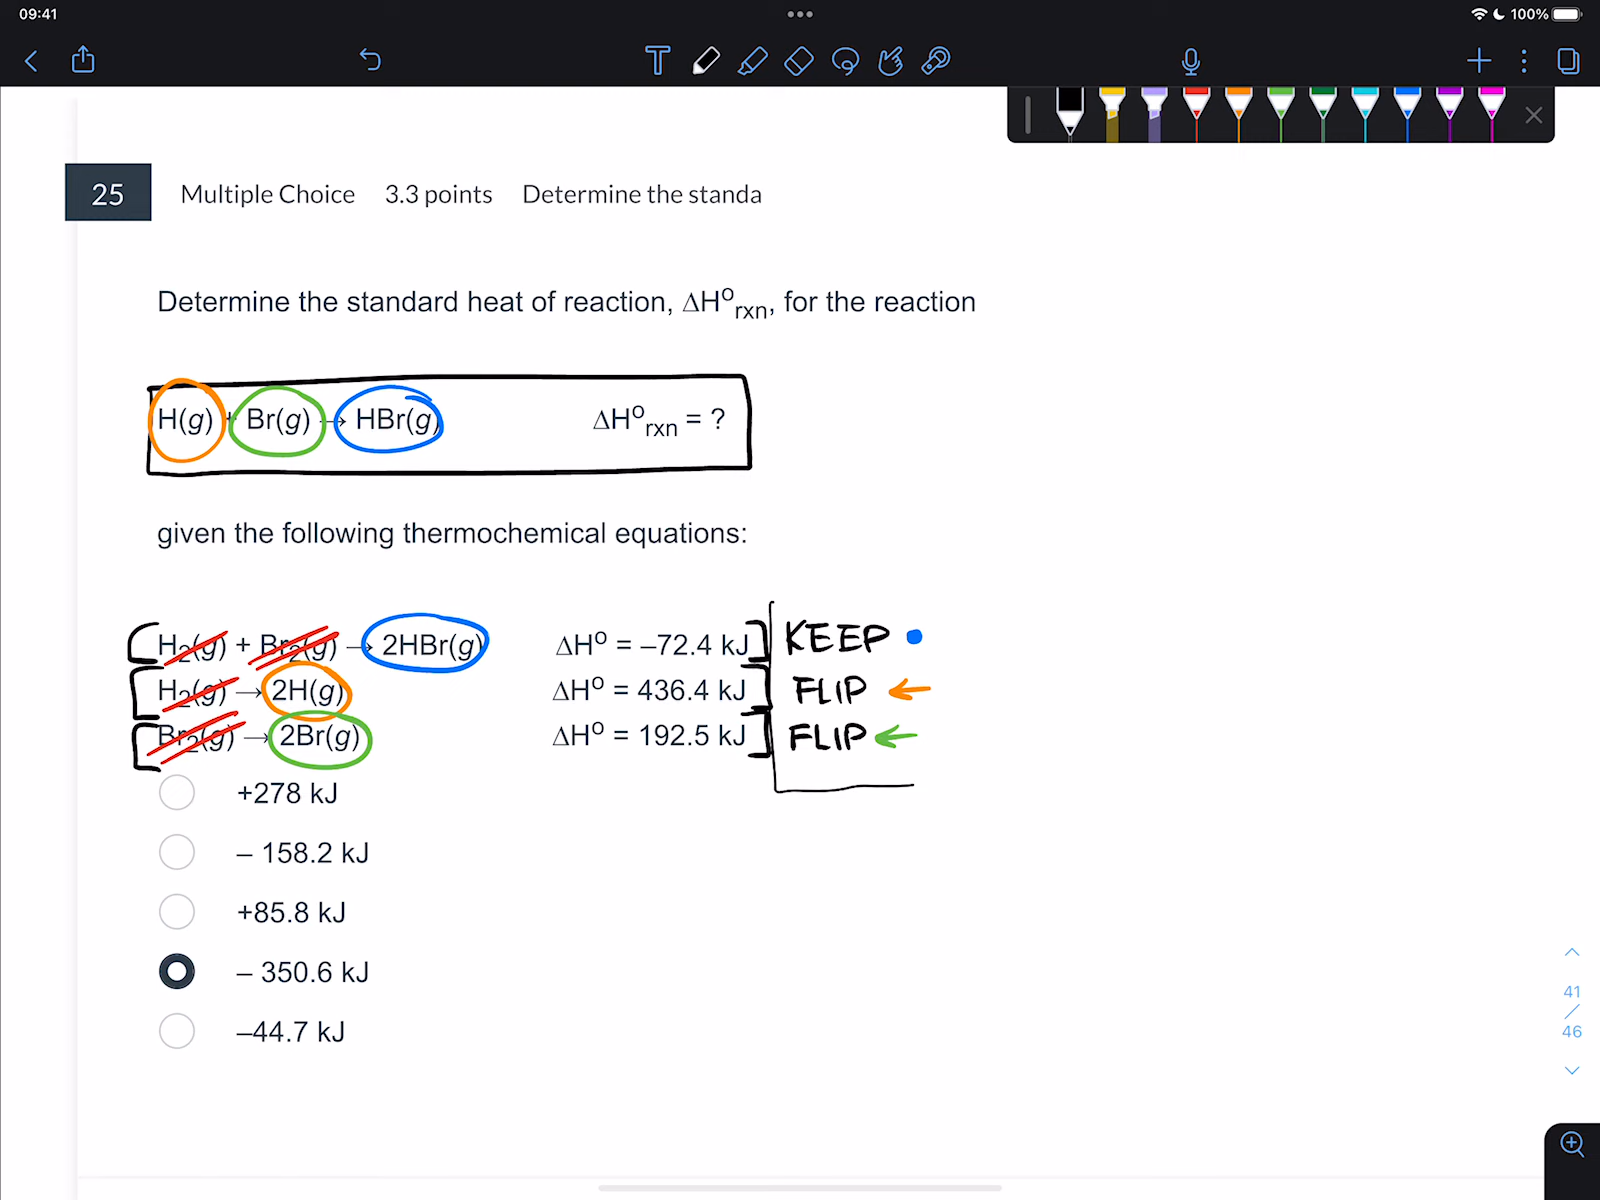 09:41
100%
25 Multiple Choice 3.3 points Determine the standa
Determine the standard heat of reaction, ΔH°rxn, for the reaction
H(g) + Br(g) → HBr(g) ΔH°rxn = ?
given the following thermochemical equations:
H2(g) + Br2(g) → 2HBr(g) ΔH° = –72.4 kJ KEEP
H2(g) → 2H(g) ΔH° = 436.4 kJ FLIP
Br2(g) → 2Br(g) ΔH° = 192.5 kJ FLIP
+278 kJ
– 158.2 kJ
+85.8 kJ
– 350.6 kJ
–44.7 kJ
41
/
46